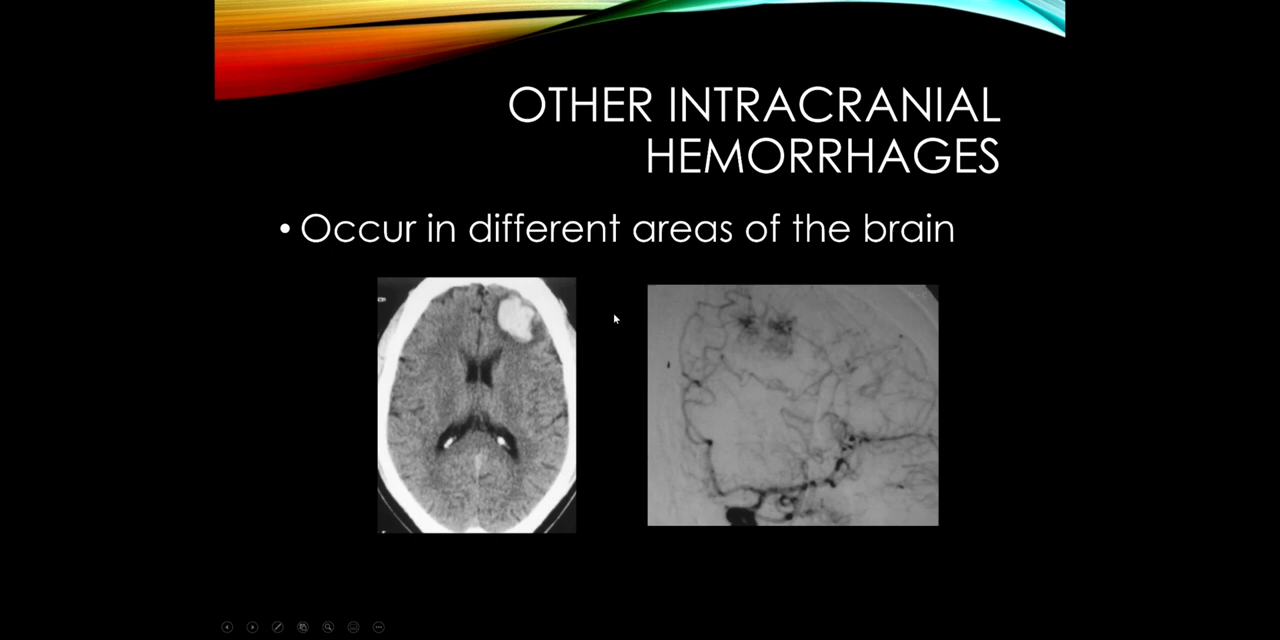 OTHER INTRACRANIAL
HEMORRHAGES
• Occur in different areas of the brain